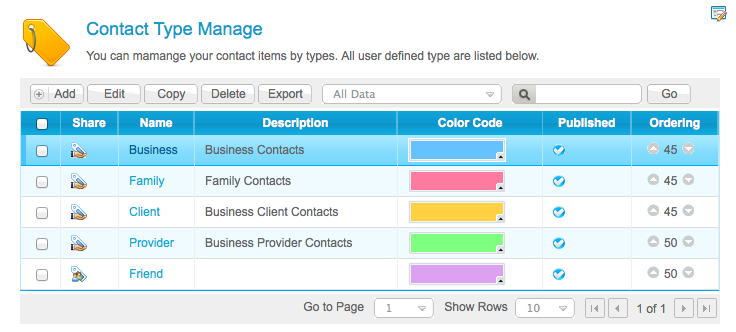 Contact Type Manage
You can mamange your contact items by types. All user defined type are listed below.
Add Edit Copy Delete Export All Data Go
Share Name Description Color Code Published Ordering
Business Business Contacts 45
Family Family Contacts 45
Client Business Client Contacts 45
Provider Business Provider Contacts 50
Friend 50
Go to Page 1 Show Rows 10 1 of 1